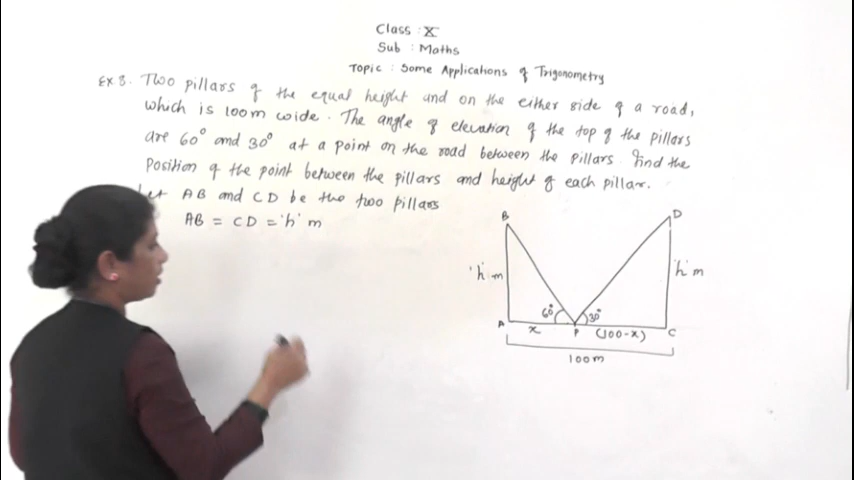 Class : X
Sub : Maths
Topic : Some Applications of Trigonometry
Ex 8. Two pillars of the equal height and on the either side of a road,
which is 100m wide. The angle of elevation of the top of the pillars
are 60° and 30° at a point on the road between the pillars. Find the
Position of the point between the pillars and height of each pillar.
Let AB and CD be the two pillars
AB = CD = 'h' m
B D
'h' m 'h' m
60° 30°
A x P (100-x) C
100m